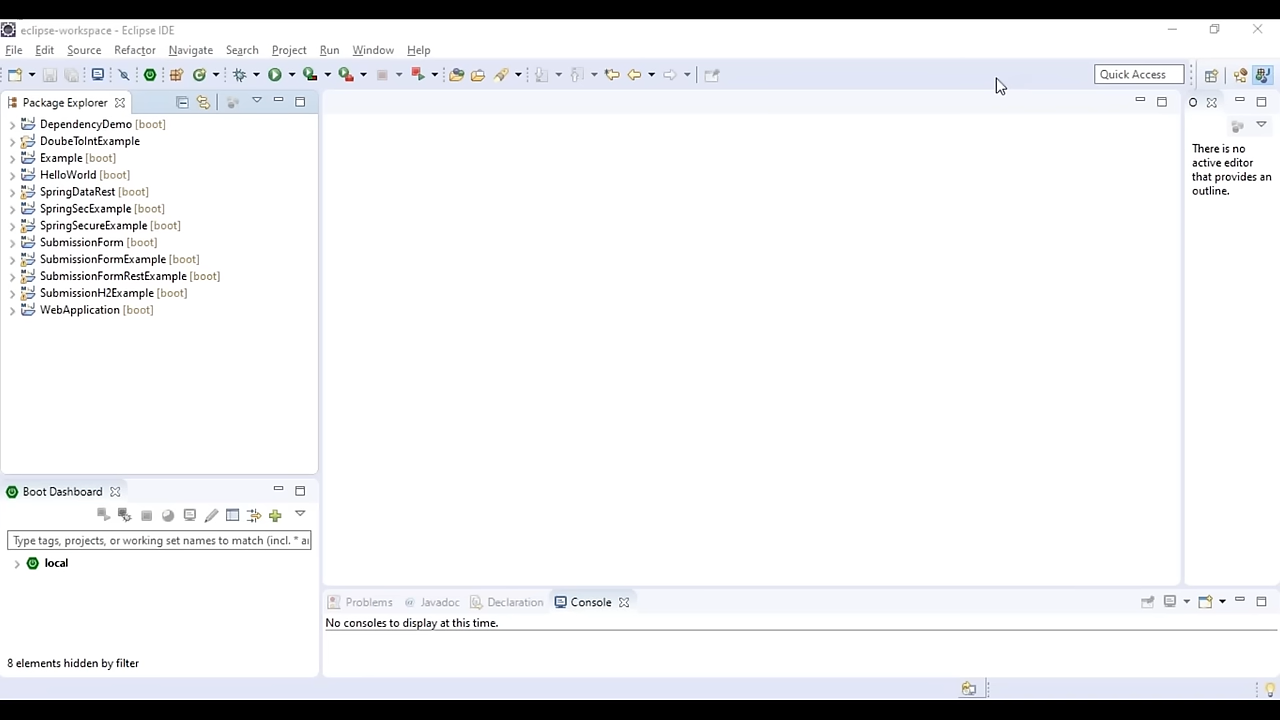 eclipse-workspace - Eclipse IDE
File Edit Source Refactor Navigate Search Project Run Window Help
Quick Access
Package Explorer
O
DependencyDemo [boot]
DoubeToIntExample
Example [boot]
HelloWorld [boot]
SpringDataRest [boot]
SpringSecExample [boot]
SpringSecureExample [boot]
SubmissionForm [boot]
SubmissionFormExample [boot]
SubmissionFormRestExample [boot]
SubmissionH2Example [boot]
WebApplication [boot]
There is no
active editor
that provides an
outline.
Boot Dashboard
Type tags, projects, or working set names to match (incl. * a
local
8 elements hidden by filter
Problems Javadoc Declaration Console
No consoles to display at this time.